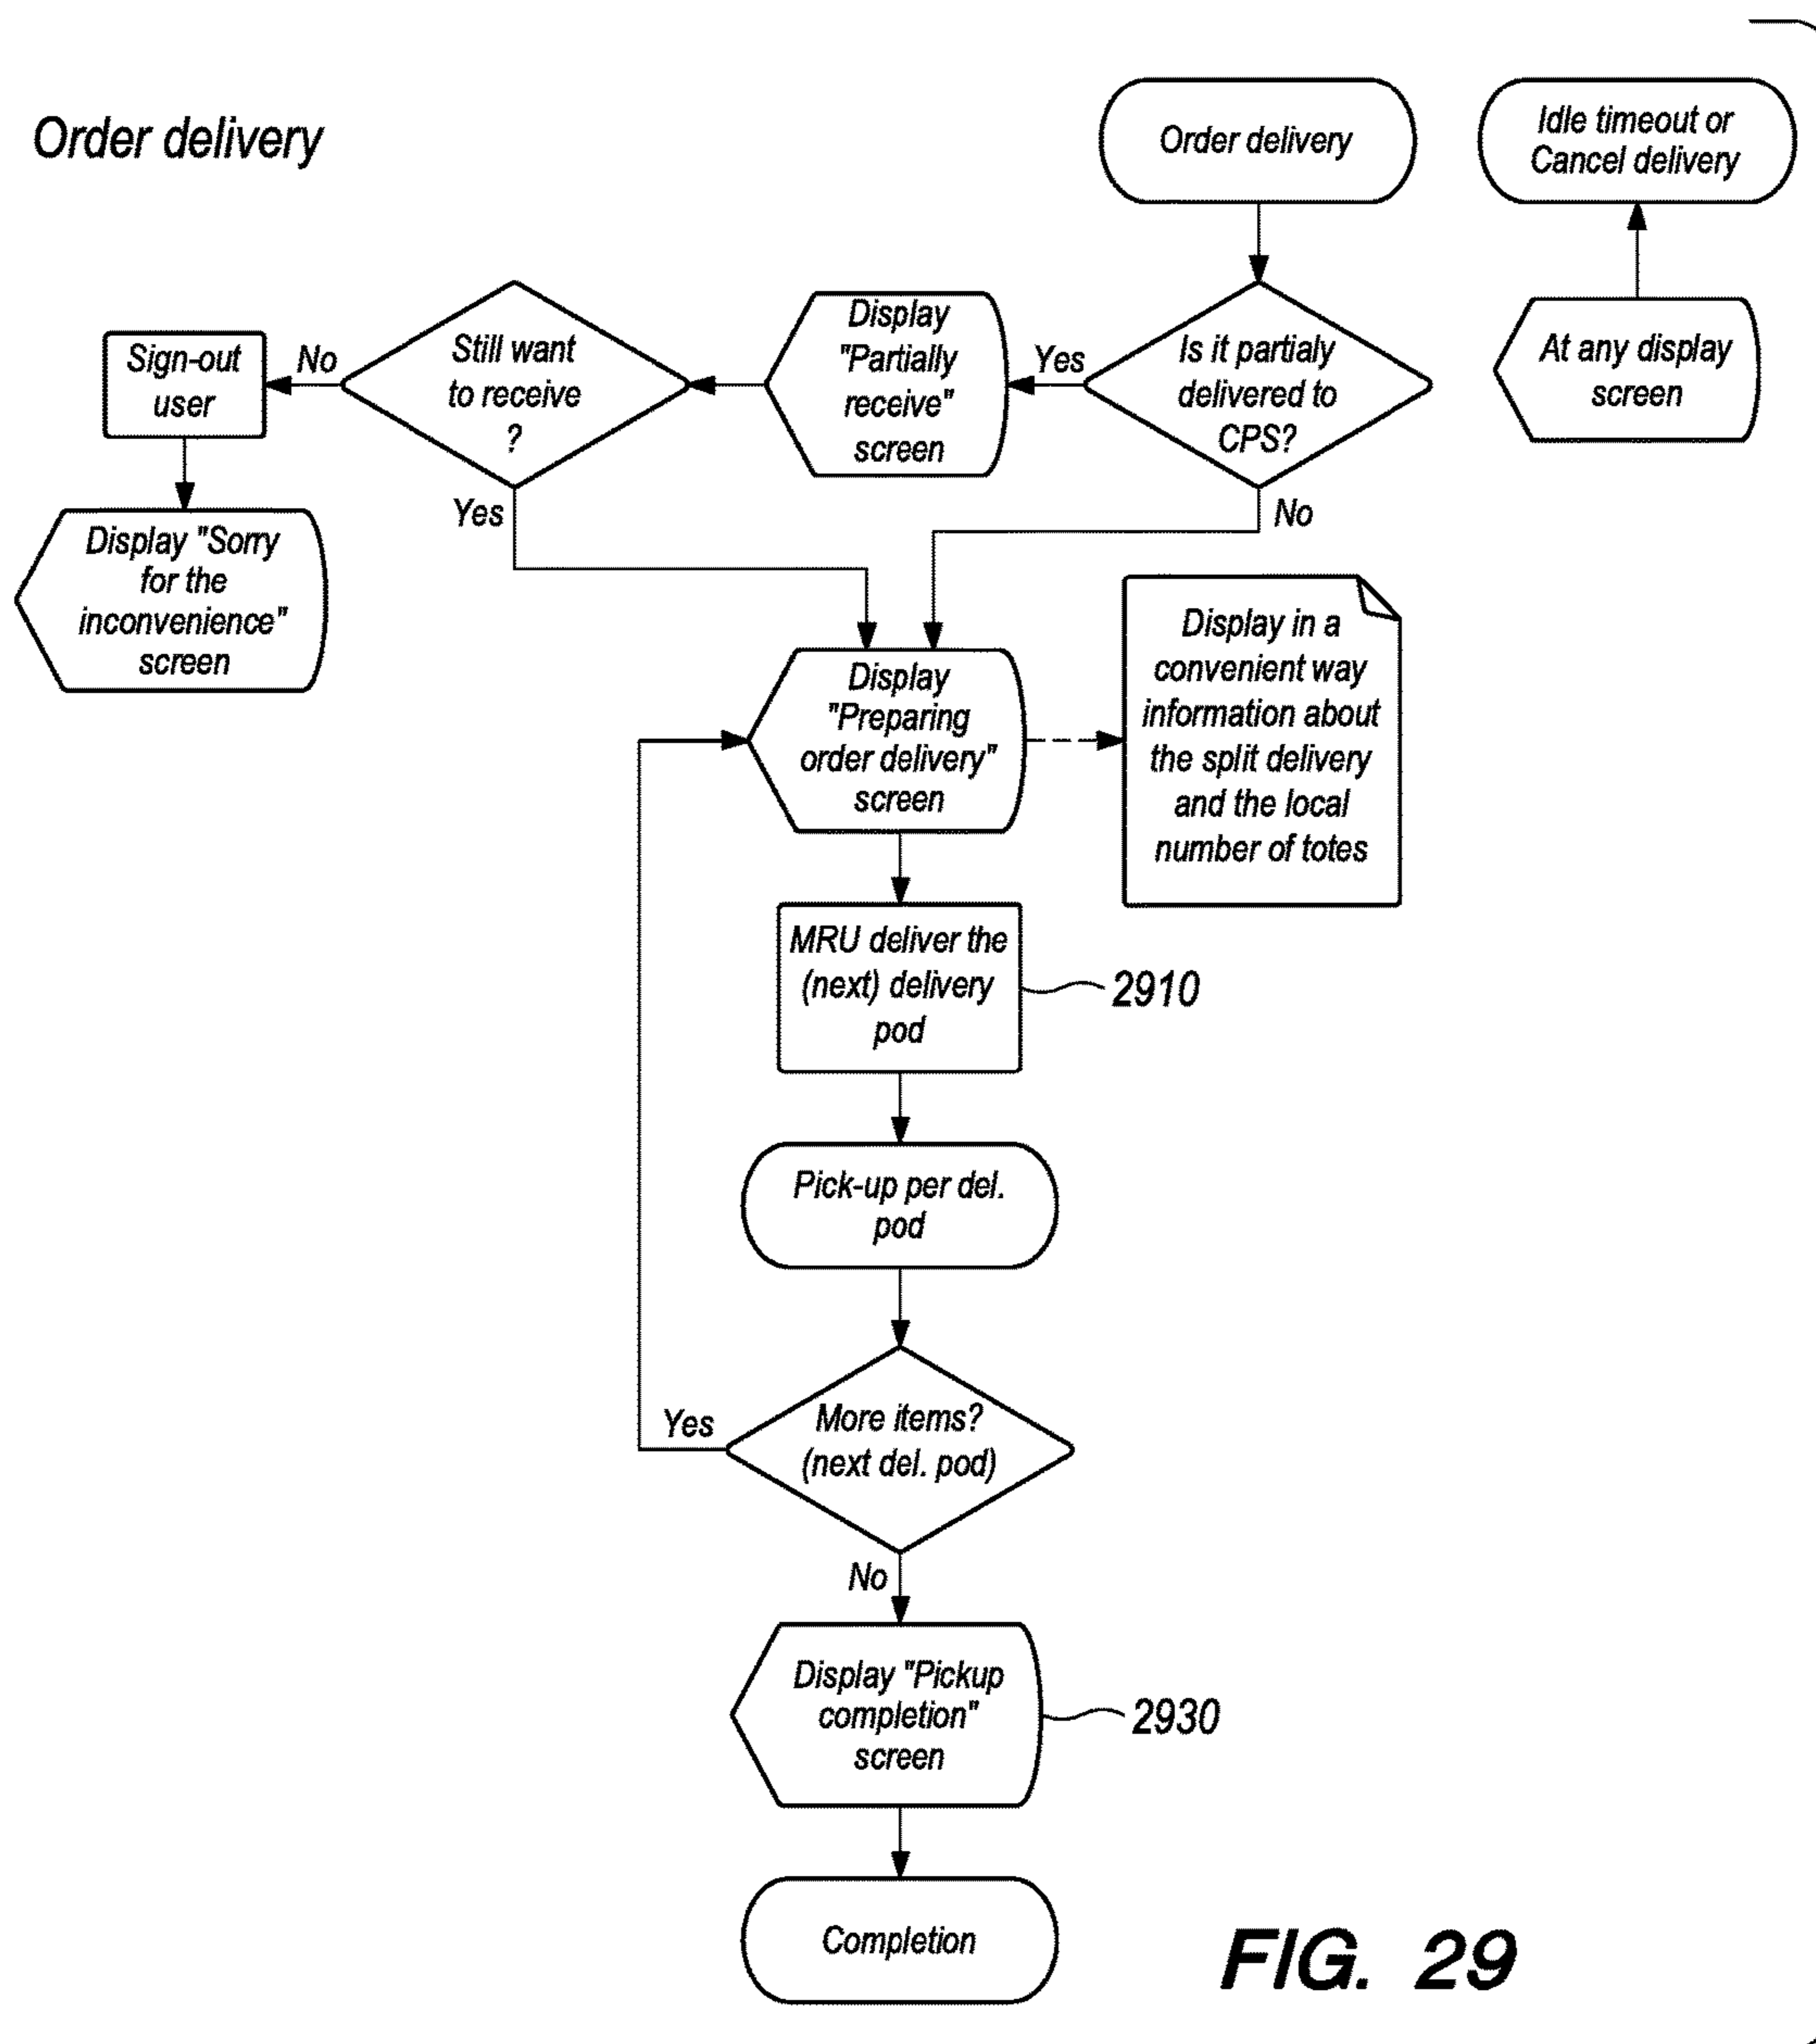 Order delivery
Order delivery
Idle timeout or
Cancel delivery
At any display
screen
Is it partialy
delivered to
CPS?
Yes
No
Display
"Partially
receive"
screen
Still want
to receive
?
No
Yes
Sign-out
user
Display "Sorry
for the
inconvenience"
screen
Display
"Preparing
order delivery"
screen
Display in a
convenient way
information about
the split delivery
and the local
number of totes
MRU deliver the
(next) delivery
pod
2910
Pick-up per del.
pod
More items?
(next del. pod)
Yes
No
Display "Pickup
completion"
screen
2930
Completion
FIG. 29